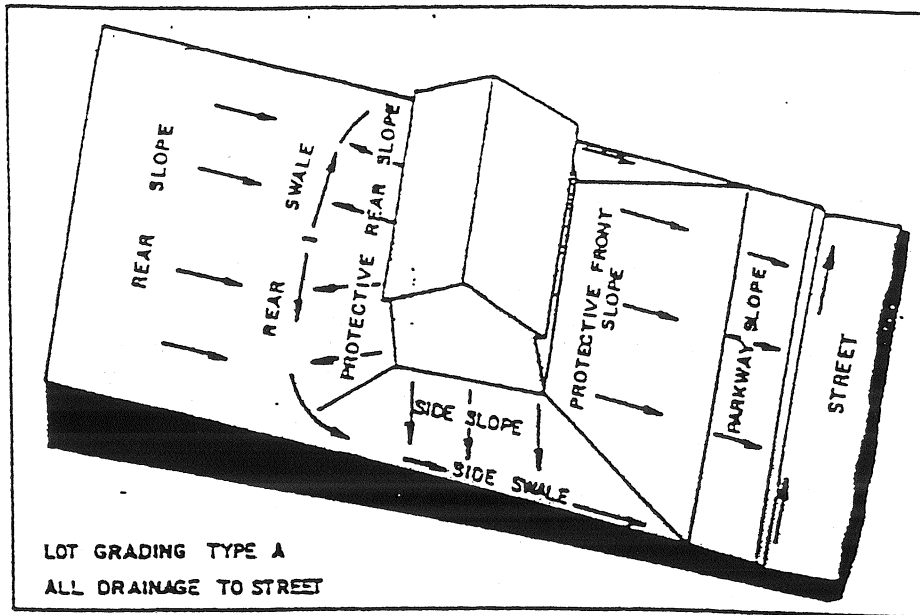 REAR SLOPE
REAR SWALE
PROTECTIVE REAR SLOPE
SIDE SLOPE
SIDE SWALE
PROTECTIVE FRONT SLOPE
PARKWAY SLOPE
STREET
LOT GRADING TYPE A
ALL DRAINAGE TO STREET